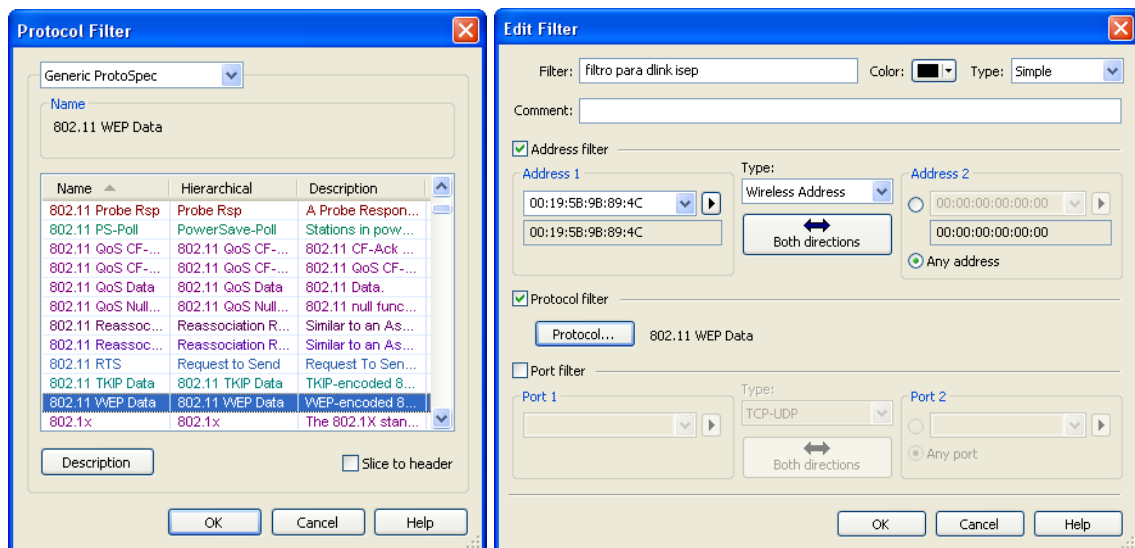 Protocol Filter
Generic ProtoSpec
Name
802.11 WEP Data
Name Hierarchical Description
802.11 Probe Rsp Probe Rsp A Probe Respon...
802.11 PS-Poll PowerSave-Poll Stations in pow...
802.11 QoS CF-... 802.11 QoS CF-... 802.11 CF-Ack ...
802.11 QoS CF-... 802.11 QoS CF-... 802.11 QoS CF-...
802.11 QoS Data 802.11 QoS Data 802.11 Data.
802.11 QoS Null... 802.11 QoS Null... 802.11 null func...
802.11 Reassoc... Reassociation R... Similar to an As...
802.11 Reassoc... Reassociation R... Similar to an As...
802.11 RTS Request to Send Request To Sen...
802.11 TKIP Data 802.11 TKIP Data TKIP-encoded 8...
802.11 WEP Data 802.11 WEP Data WEP-encoded 8...
802.1x 802.1x The 802.1X stan...
Description Slice to header
OK Cancel Help
Edit Filter
Filter: filtro para dlink isep Color: Type: Simple
Comment:
Address filter
Address 1 Type: Address 2
00:19:5B:9B:89:4C Wireless Address 00:00:00:00:00:00
00:19:5B:9B:89:4C Both directions 00:00:00:00:00:00
Any address
Protocol filter
Protocol... 802.11 WEP Data
Port filter
Port 1 Type: Port 2
TCP-UDP
Both directions Any port
OK Cancel Help